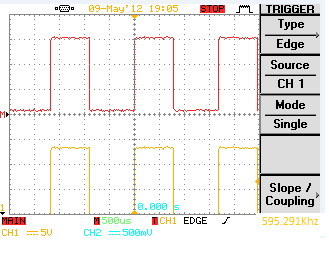 09-May'12 19:05 STOP
TRIGGER
Type
Edge
Source
CH 1
Mode
Single
Slope /
Coupling
M
1
0.000 s
MAIN M 500us T CH1 EDGE 595.291Khz
CH1 5V CH2 500mV